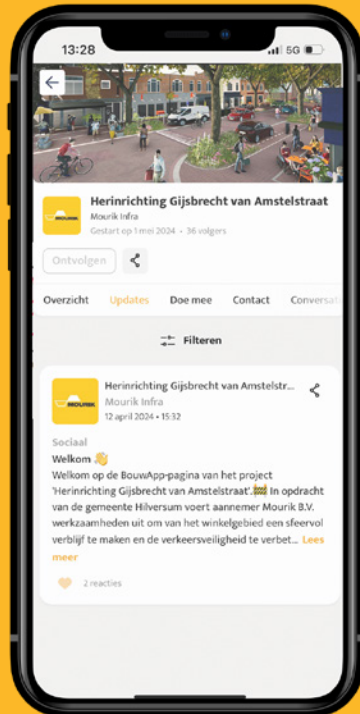 13:28
5G
Herinrichting Gijsbrecht van Amstelstraat
MOURIK
Mourik Infra
Gestart op 1 mei 2024 • 36 volgers
Ontvolgen
Overzicht Updates Doe mee Contact Conversat
Filteren
Herinrichting Gijsbrecht van Amstelstr...
MOURIK
Mourik Infra
12 april 2024 • 15:32
Sociaal
Welkom 👋
Welkom op de BouwApp-pagina van het project
'Herinrichting Gijsbrecht van Amstelstraat'.🚧 In opdracht
van de gemeente Hilversum voert aannemer Mourik B.V.
werkzaamheden uit om van het winkelgebied een sfeervol
verblijf te maken en de verkeersveiligheid te verbet... Lees
meer
2 reacties